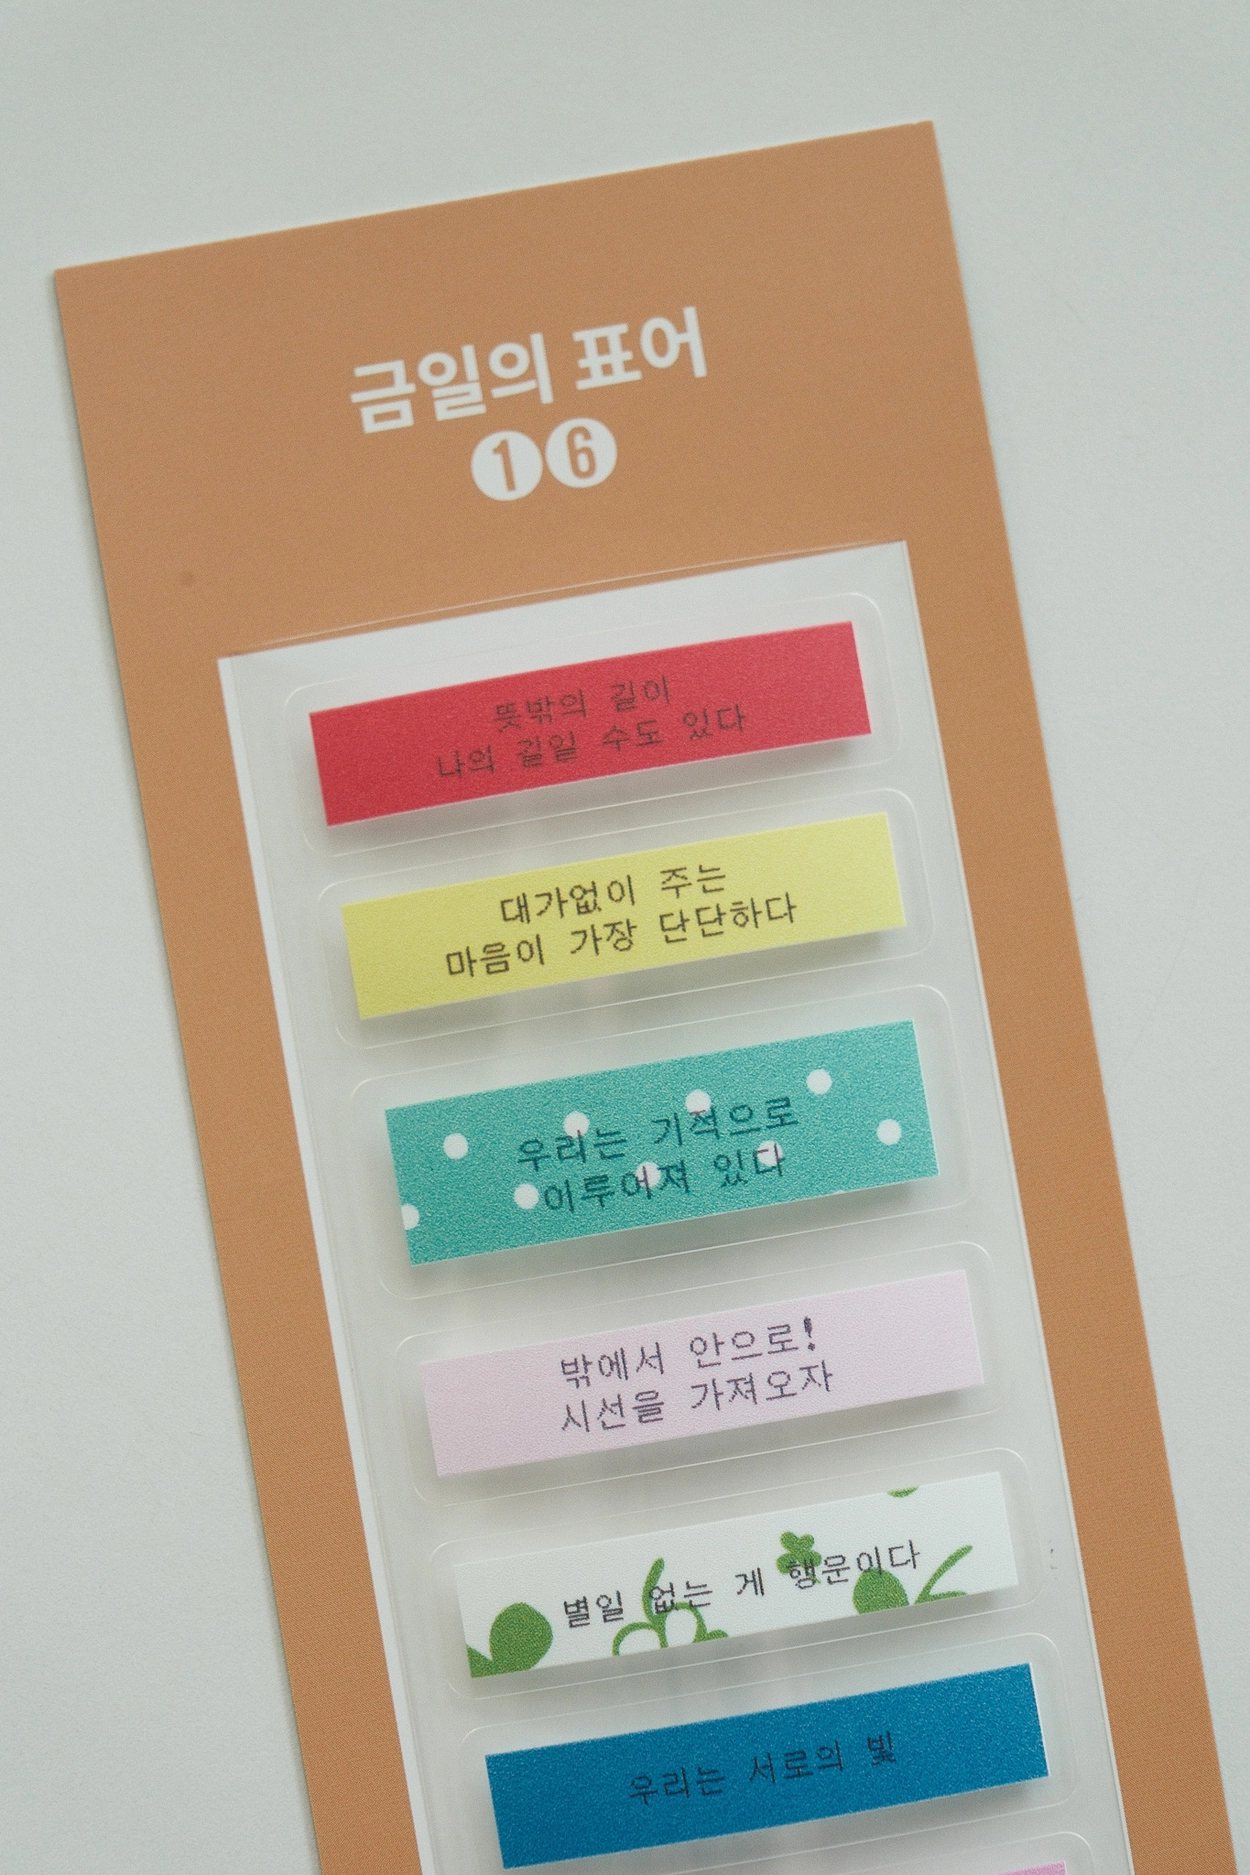 금일의 표어
16
뜻밖의 길이
나의 길일 수도 있다
대가없이 주는
마음이 가장 단단하다
우리는 기적으로
이루어져 있다
밖에서 안으로!
시선을 가져오자
별일 없는 게 행운이다
우리는 서로의 빛